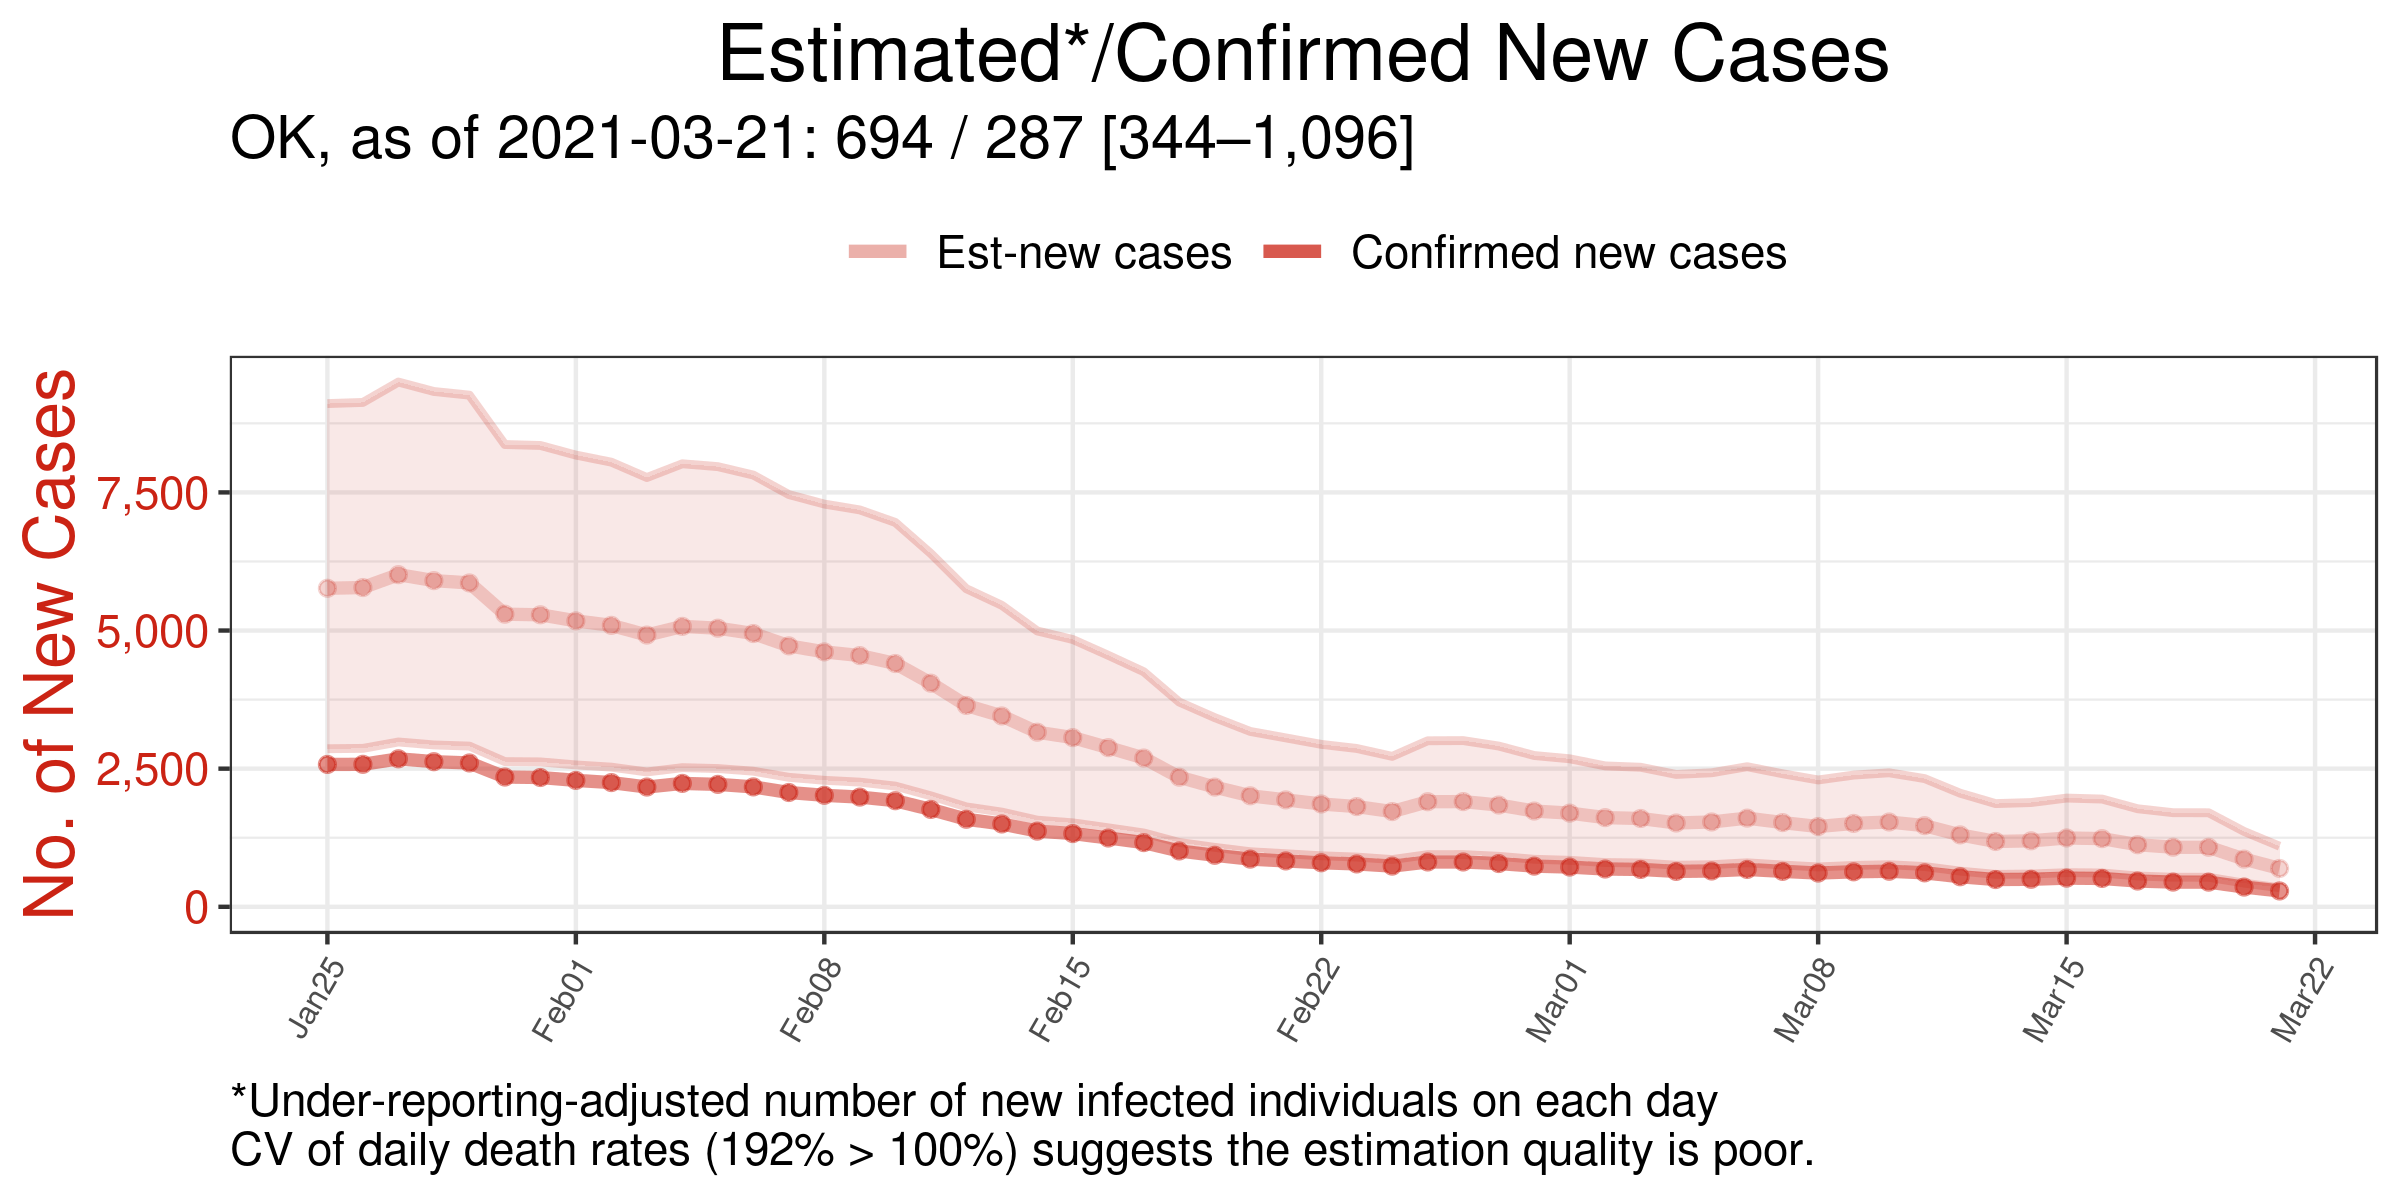 Estimated*/Confirmed New Cases
OK, as of 2021-03-21: 694 / 287 [344–1,096]
Est-new cases
Confirmed new cases
No. of New Cases
7,500
5,000
2,500
0
Jan25
Feb01
Feb08
Feb15
Feb22
Mar01
Mar08
Mar15
Mar22
*Under-reporting-adjusted number of new infected individuals on each day
CV of daily death rates (192% > 100%) suggests the estimation quality is poor.